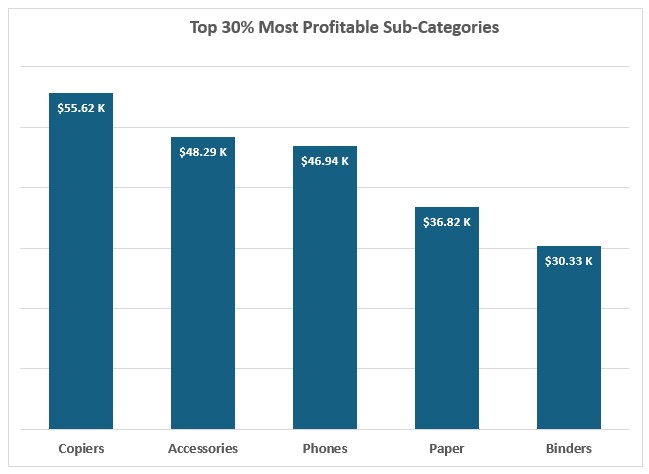 Top 30% Most Profitable Sub-Categories
$55.62 K
$48.29 K
$46.94 K
$36.82 K
$30.33 K
Copiers
Accessories
Phones
Paper
Binders